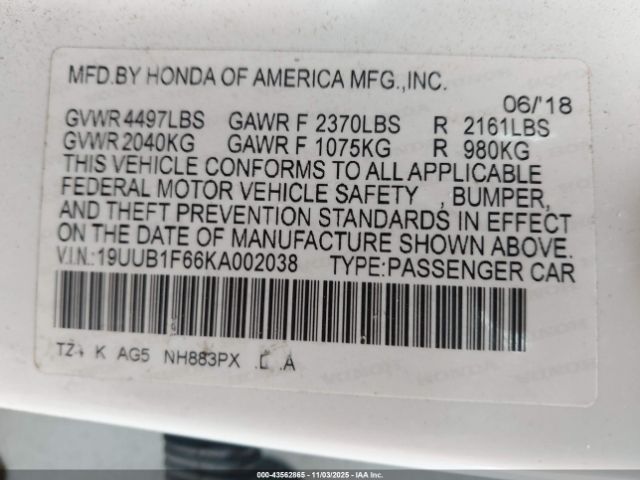 MFD.BY HONDA OF AMERICA MFG.,INC.
06/'18
GVWR 4497LBS GAWR F 2370LBS R 2161LBS
GVWR 2040KG GAWR F 1075KG R 980KG
THIS VEHICLE CONFORMS TO ALL APPLICABLE
FEDERAL MOTOR VEHICLE SAFETY , BUMPER,
AND THEFT PREVENTION STANDARDS IN EFFECT
ON THE DATE OF MANUFACTURE SHOWN ABOVE.
V.I.N.: 19UUB1F66KA002038 TYPE:PASSENGER CAR
K AG5 NH883PX A
000-43562865 - 11/03/2025 - IAA Inc.